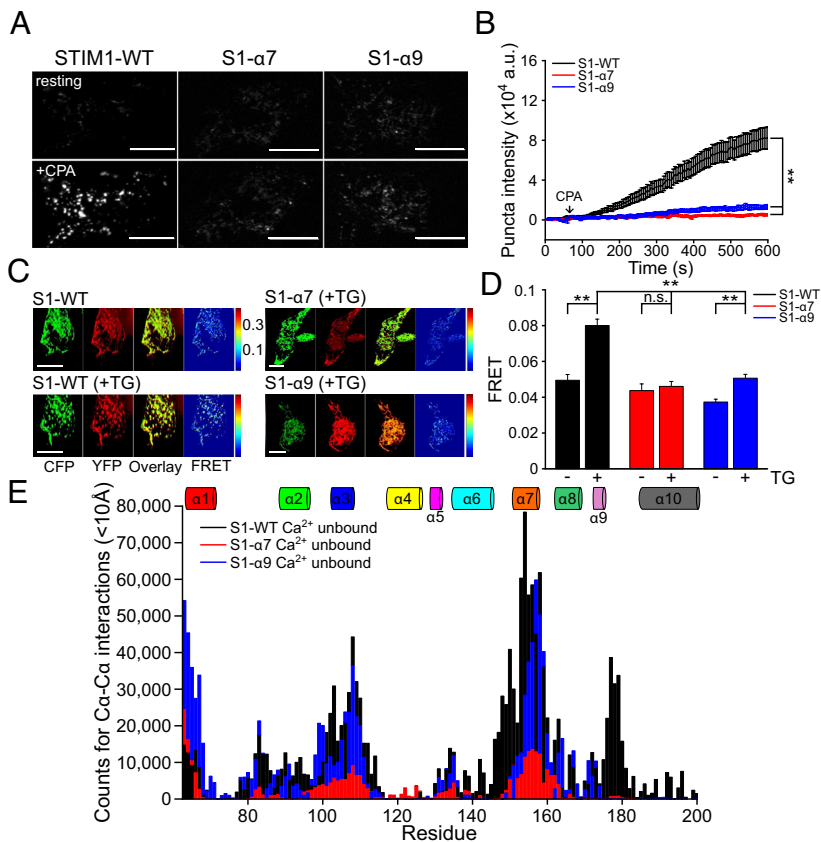 A
STIM1-WT S1-α7 S1-α9
resting
+CPA
B
Puncta intensity (x10⁴ a.u.)
16
12
8
4
0
S1-WT
S1-α7
S1-α9
CPA
**
0 100 200 300 400 500 600
Time (s)
C
S1-WT
S1-α7 (+TG)
0.3
0.1
S1-WT (+TG)
S1-α9 (+TG)
CFP YFP Overlay FRET
D
FRET
0.1
0.08
0.06
0.04
0.02
0
**
** n.s. **
S1-WT
S1-α7
S1-α9
- + - + - + TG
E
α1 α2 α3 α4 α5 α6 α7 α8 α9 α10
Counts for Cα-Cα interactions (<10Å)
80,000
70,000
60,000
50,000
40,000
30,000
20,000
10,000
0
S1-WT Ca²⁺ unbound
S1-α7 Ca²⁺ unbound
S1-α9 Ca²⁺ unbound
80 100 120 140 160 180 200
Residue